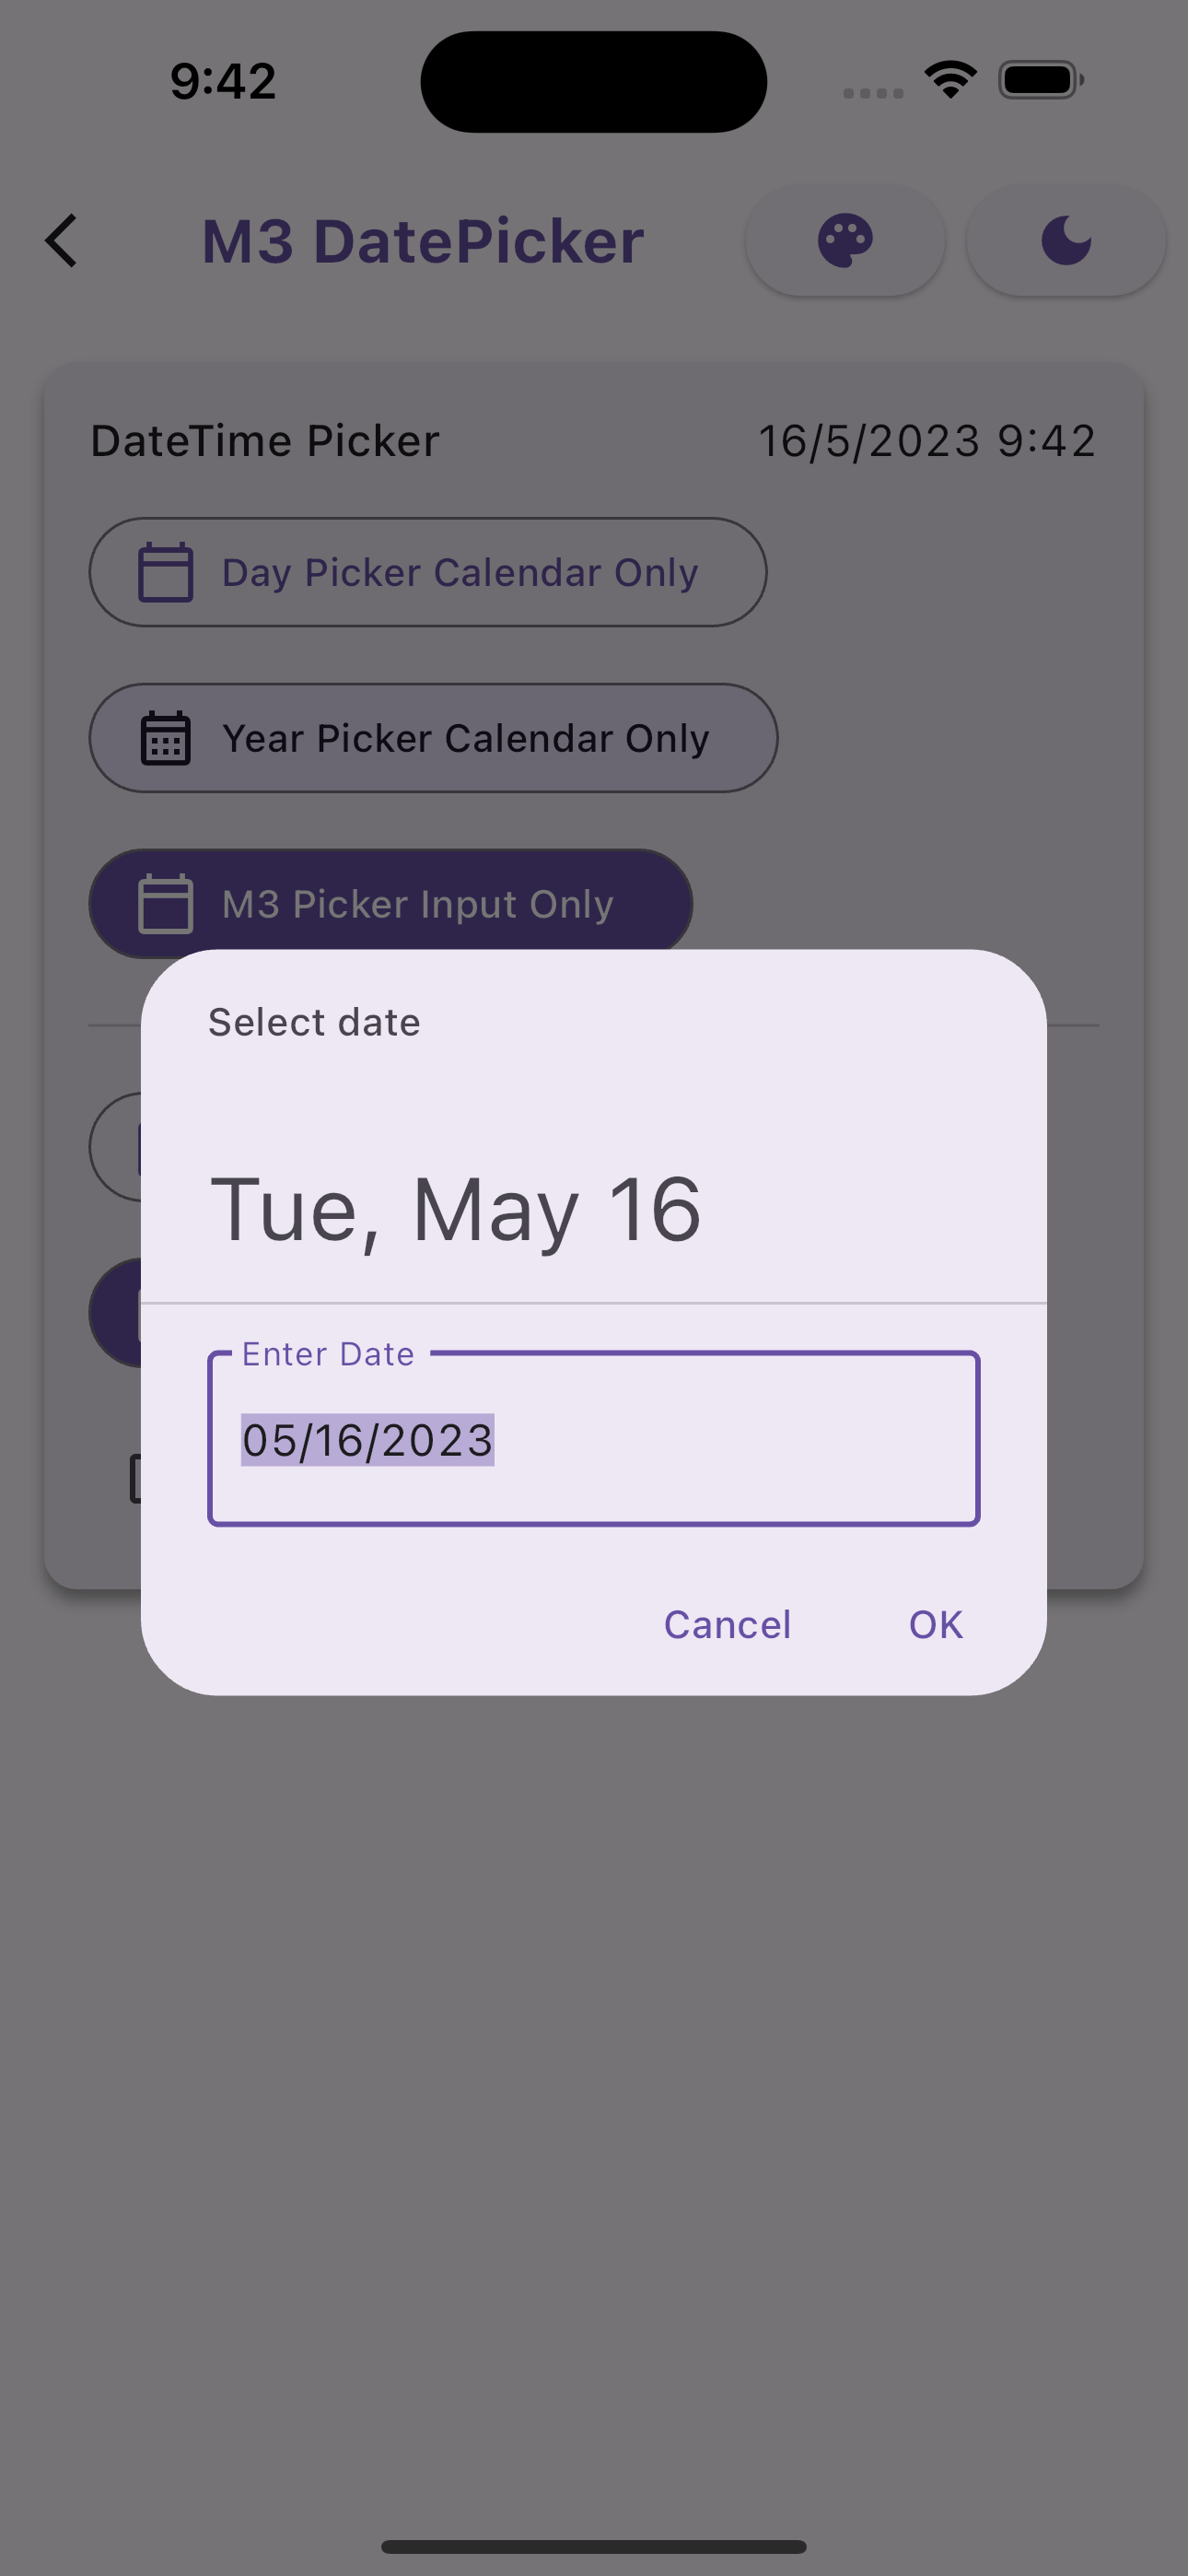 9:42
M3 DatePicker
DateTime Picker 16/5/2023 9:42
Day Picker Calendar Only
Year Picker Calendar Only
M3 Picker Input Only
Select date
Tue, May 16
Enter Date
05/16/2023
Cancel OK